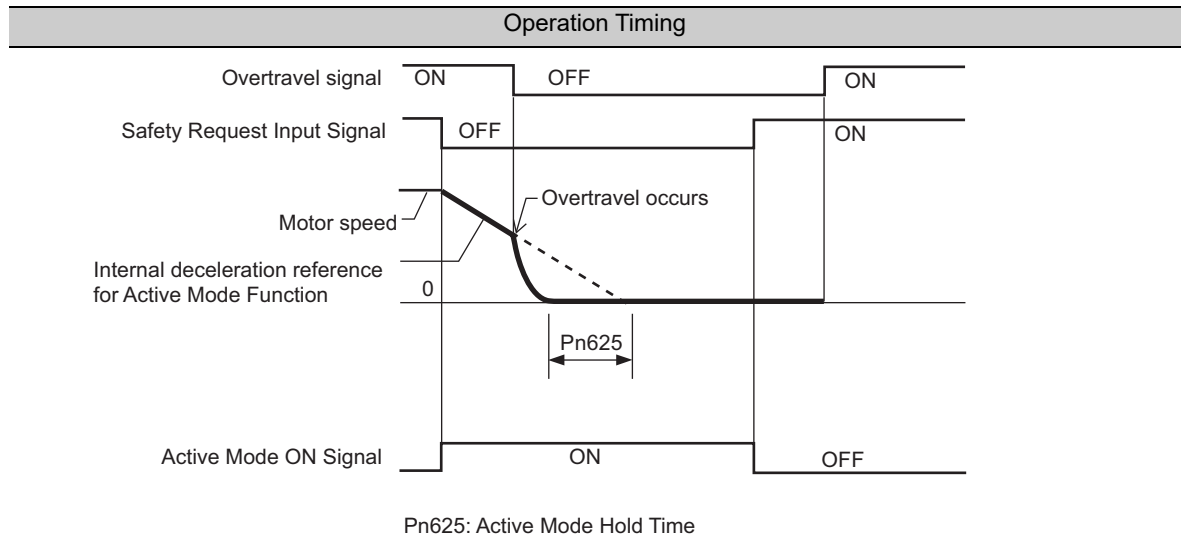 Operation Timing
Overtravel signal
ON
OFF
ON
Safety Request Input Signal
OFF
ON
Overtravel occurs
Motor speed
Internal deceleration reference
for Active Mode Function
0
Pn625
Active Mode ON Signal
ON
OFF
Pn625: Active Mode Hold Time